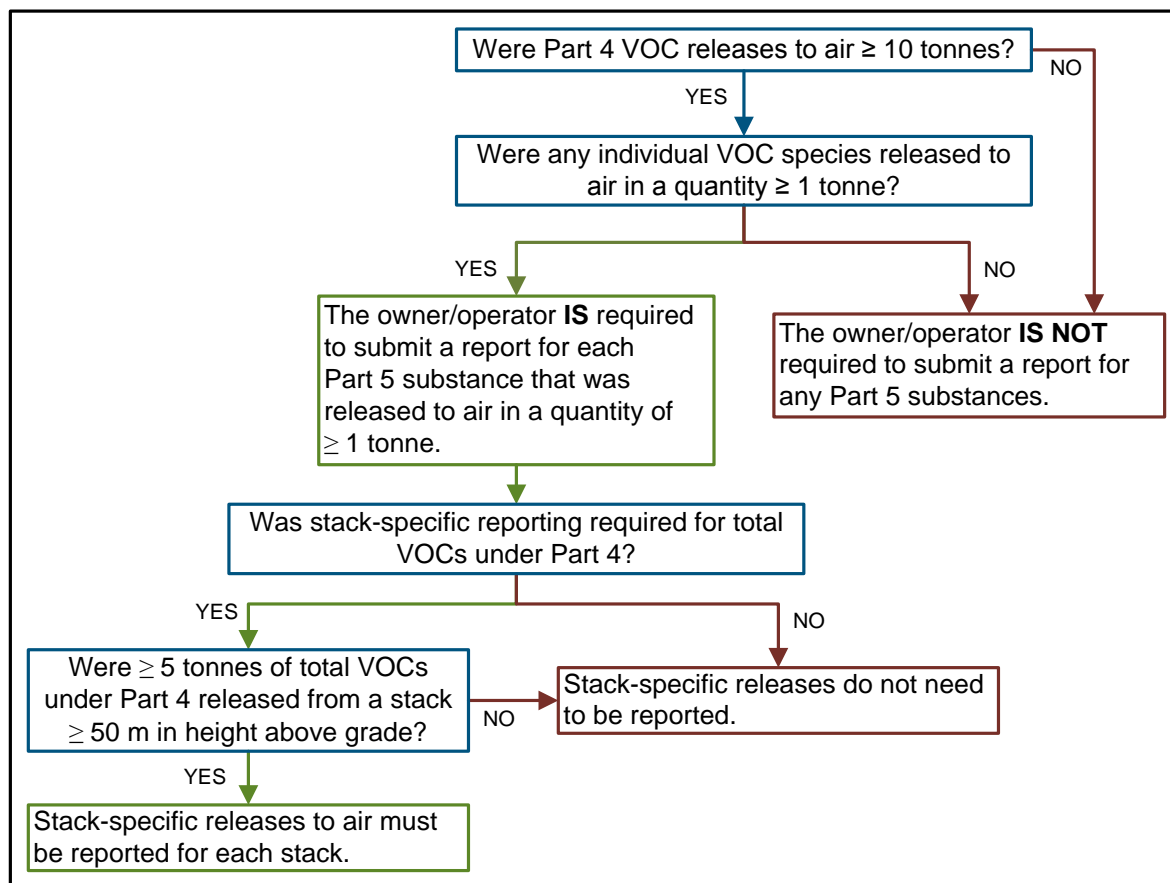 Were Part 4 VOC releases to air ≥ 10 tonnes?
NO
YES
Were any individual VOC species released to
air in a quantity ≥ 1 tonne?
YES
NO
The owner/operator IS required
to submit a report for each
Part 5 substance that was
released to air in a quantity of
≥ 1 tonne.
The owner/operator IS NOT
required to submit a report for
any Part 5 substances.
Was stack-specific reporting required for total
VOCs under Part 4?
YES
NO
Were ≥ 5 tonnes of total VOCs
under Part 4 released from a stack
≥ 50 m in height above grade?
NO
Stack-specific releases do not need
to be reported.
YES
Stack-specific releases to air must
be reported for each stack.